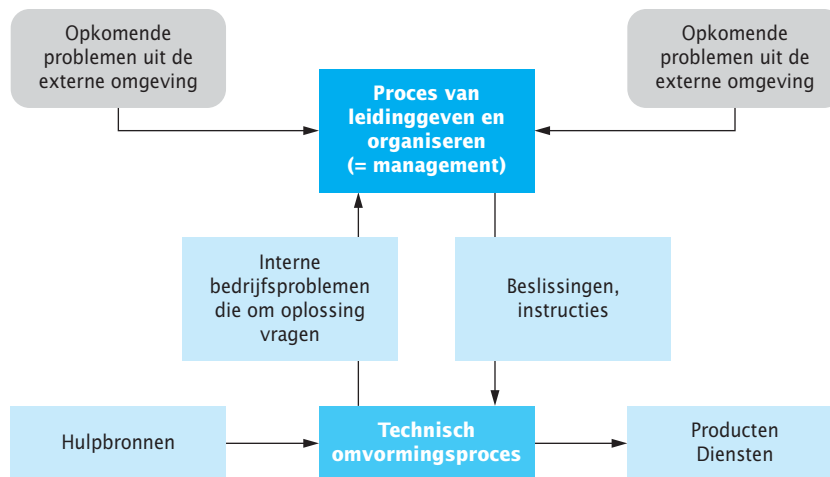 Opkomende
problemen uit de
externe omgeving
Opkomende
problemen uit de
externe omgeving
Proces van
leidinggeven en
organiseren
(= management)
Interne
bedrijfsproblemen
die om oplossing
vragen
Beslissingen,
instructies
Hulpbronnen
Technisch
omvormingsproces
Producten
Diensten